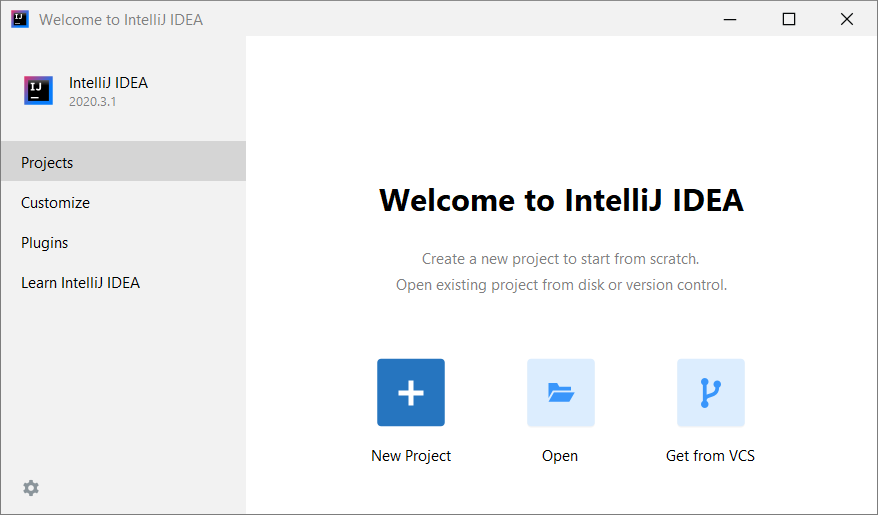 Welcome to IntelliJ IDEA
IJ
IntelliJ IDEA
2020.3.1
Projects
Customize
Plugins
Learn IntelliJ IDEA
Welcome to IntelliJ IDEA
Create a new project to start from scratch.
Open existing project from disk or version control.
New Project
Open
Get from VCS